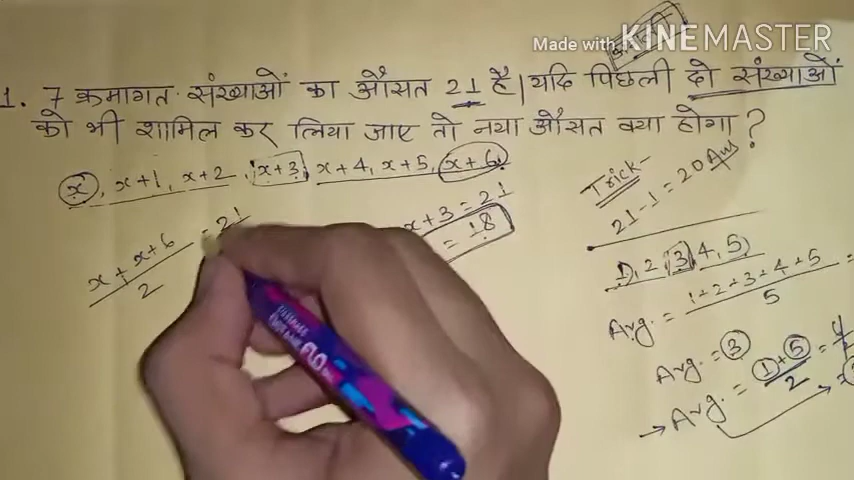 Made with KINEMASTER
1. 7 क्रमागत संख्याओं का औसत 21 है। यदि पिछली दो संख्याओं
को भी शामिल कर लिया जाए तो नया औसत क्या होगा ?
x, x+1, x+2, x+3, x+4, x+5, x+6
x+x+6 = 21
2
x+3 = 21
= 18
Trick-
21-1 = 20 Ans
1, 2, 3, 4, 5
Avg. = 1+2+3+4+5 =
5
Avg. = 3
→ Avg. = 1+5 =
2